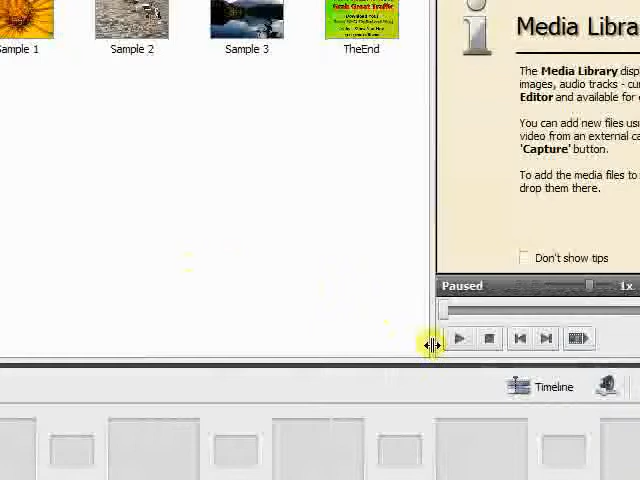 Sample 1
Sample 2
Sample 3
TheEnd
Media Libra
The Media Library disp
images, audio tracks - cu
Editor and available for
You can add new files usi
video from an external ca
'Capture' button.
To add the media files to
drop them there.
Don't show tips
Paused
1x
Timeline